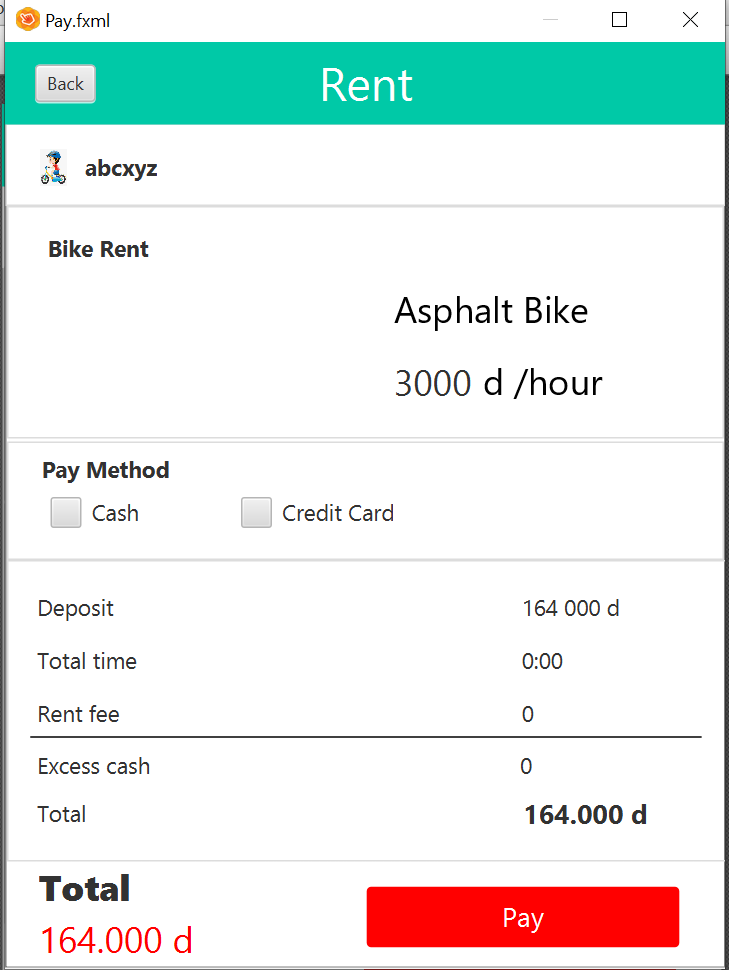 Pay.fxml
Back
Rent
abcxyz
Bike Rent
Asphalt Bike
3000 d /hour
Pay Method
Cash Credit Card
Deposit 164 000 d
Total time 0:00
Rent fee 0
Excess cash 0
Total 164.000 d
Total
164.000 d
Pay